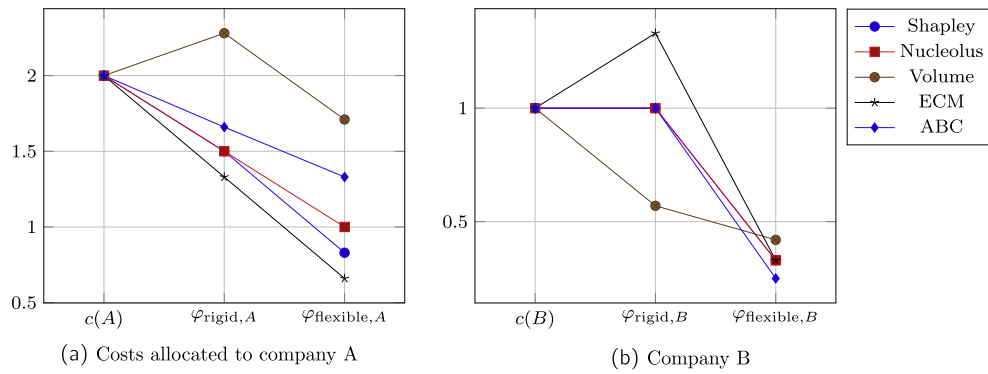 2
1.5
1
0.5
c(A)
φrigid,A
φflexible,A
(a) Costs allocated to company A
1
0.5
c(B)
φrigid,B
φflexible,B
(b) Company B
Shapley
Nucleolus
Volume
ECM
ABC